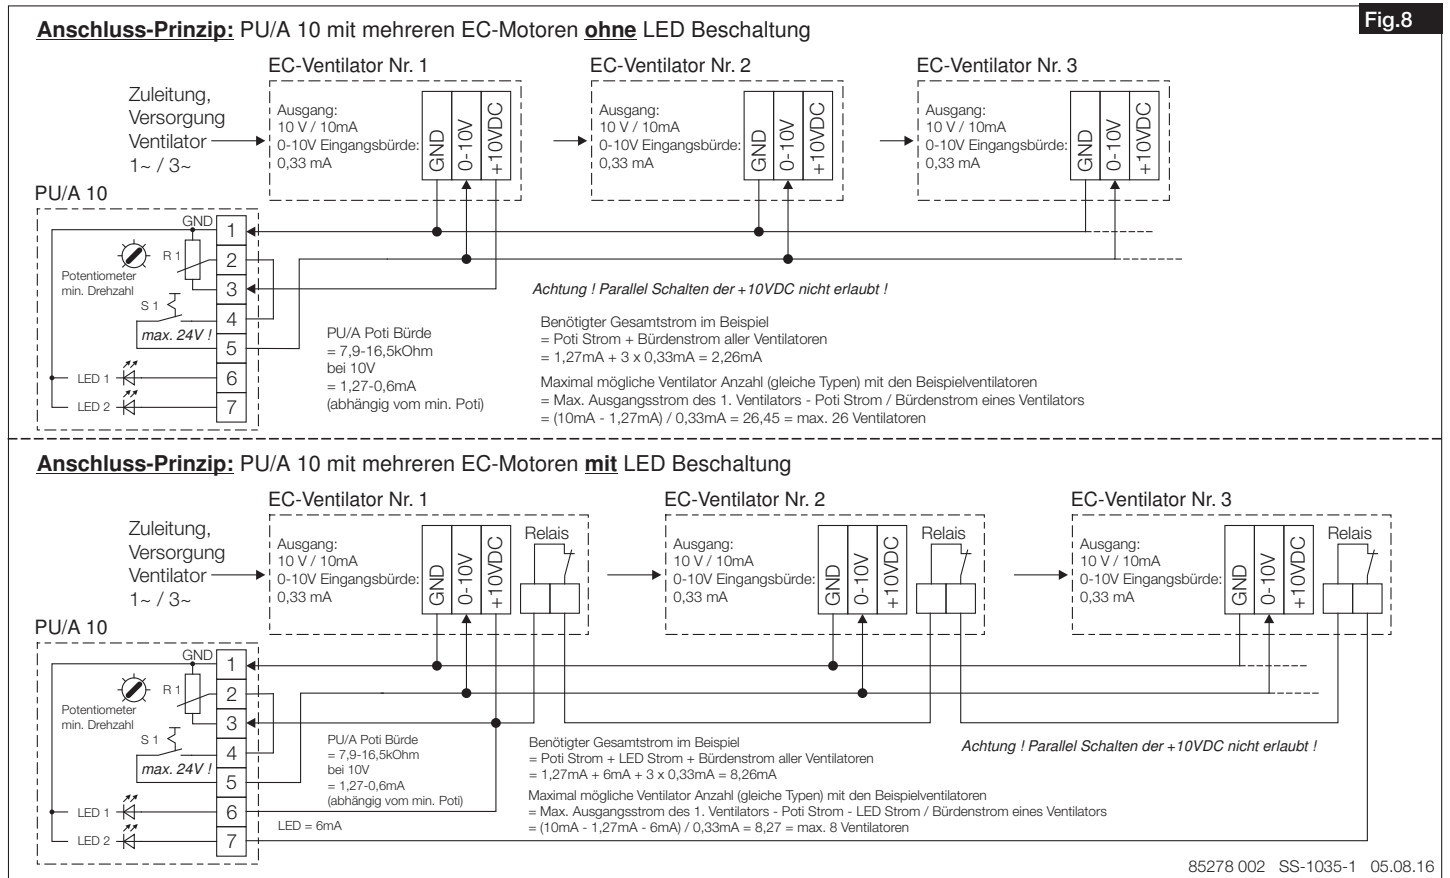 Fig.8
Anschluss-Prinzip: PU/A 10 mit mehreren EC-Motoren ohne LED Beschaltung
EC-Ventilator Nr. 1
EC-Ventilator Nr. 2
EC-Ventilator Nr. 3
Zuleitung,
Versorgung
Ventilator
1~ / 3~
Ausgang:
10 V / 10mA
0-10V Eingangsbürde:
0,33 mA
GND
0-10V
+10VDC
Ausgang:
10 V / 10mA
0-10V Eingangsbürde:
0,33 mA
GND
0-10V
+10VDC
Ausgang:
10 V / 10mA
0-10V Eingangsbürde:
0,33 mA
GND
0-10V
+10VDC
PU/A 10
GND
1
R 1
2
Potentiometer
min. Drehzahl
3
S 1
4
max. 24V !
5
LED 1
6
LED 2
7
PU/A Poti Bürde
= 7,9-16,5kOhm
bei 10V
= 1,27-0,6mA
(abhängig vom min. Poti)
Achtung ! Parallel Schalten der +10VDC nicht erlaubt !
Benötigter Gesamtstrom im Beispiel
= Poti Strom + Bürdenstrom aller Ventilatoren
= 1,27mA + 3 x 0,33mA = 2,26mA
Maximal mögliche Ventilator Anzahl (gleiche Typen) mit den Beispielventilatoren
= Max. Ausgangsstrom des 1. Ventilators - Poti Strom / Bürdenstrom eines Ventilators
= (10mA - 1,27mA) / 0,33mA = 26,45 = max. 26 Ventilatoren
Anschluss-Prinzip: PU/A 10 mit mehreren EC-Motoren mit LED Beschaltung
EC-Ventilator Nr. 1
EC-Ventilator Nr. 2
EC-Ventilator Nr. 3
Zuleitung,
Versorgung
Ventilator
1~ / 3~
Ausgang:
10 V / 10mA
0-10V Eingangsbürde:
0,33 mA
GND
0-10V
+10VDC
Relais
Ausgang:
10 V / 10mA
0-10V Eingangsbürde:
0,33 mA
GND
0-10V
+10VDC
Relais
Ausgang:
10 V / 10mA
0-10V Eingangsbürde:
0,33 mA
GND
0-10V
+10VDC
Relais
PU/A 10
GND
1
R 1
2
Potentiometer
min. Drehzahl
3
S 1
4
max. 24V !
5
LED 1
6
LED 2
7
PU/A Poti Bürde
= 7,9-16,5kOhm
bei 10V
= 1,27-0,6mA
(abhängig vom min. Poti)
LED = 6mA
Benötigter Gesamtstrom im Beispiel
= Poti Strom + LED Strom + Bürdenstrom aller Ventilatoren
= 1,27mA + 6mA + 3 x 0,33mA = 8,26mA
Achtung ! Parallel Schalten der +10VDC nicht erlaubt !
Maximal mögliche Ventilator Anzahl (gleiche Typen) mit den Beispielventilatoren
= Max. Ausgangsstrom des 1. Ventilators - Poti Strom - LED Strom / Bürdenstrom eines Ventilators
= (10mA - 1,27mA - 6mA) / 0,33mA = 8,27 = max. 8 Ventilatoren
85278 002 SS-1035-1 05.08.16